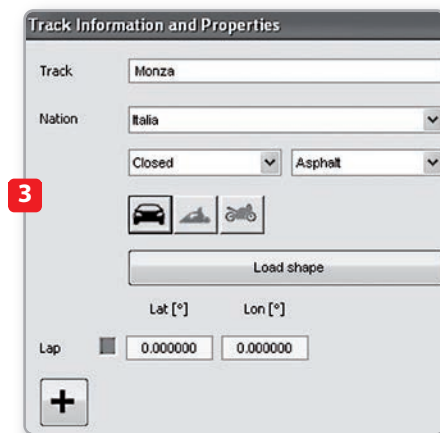 Track Information and Properties
Track Monza
Nation Italia
Closed Asphalt
3
Load shape
Lat [°] Lon [°]
Lap 0.000000 0.000000
+